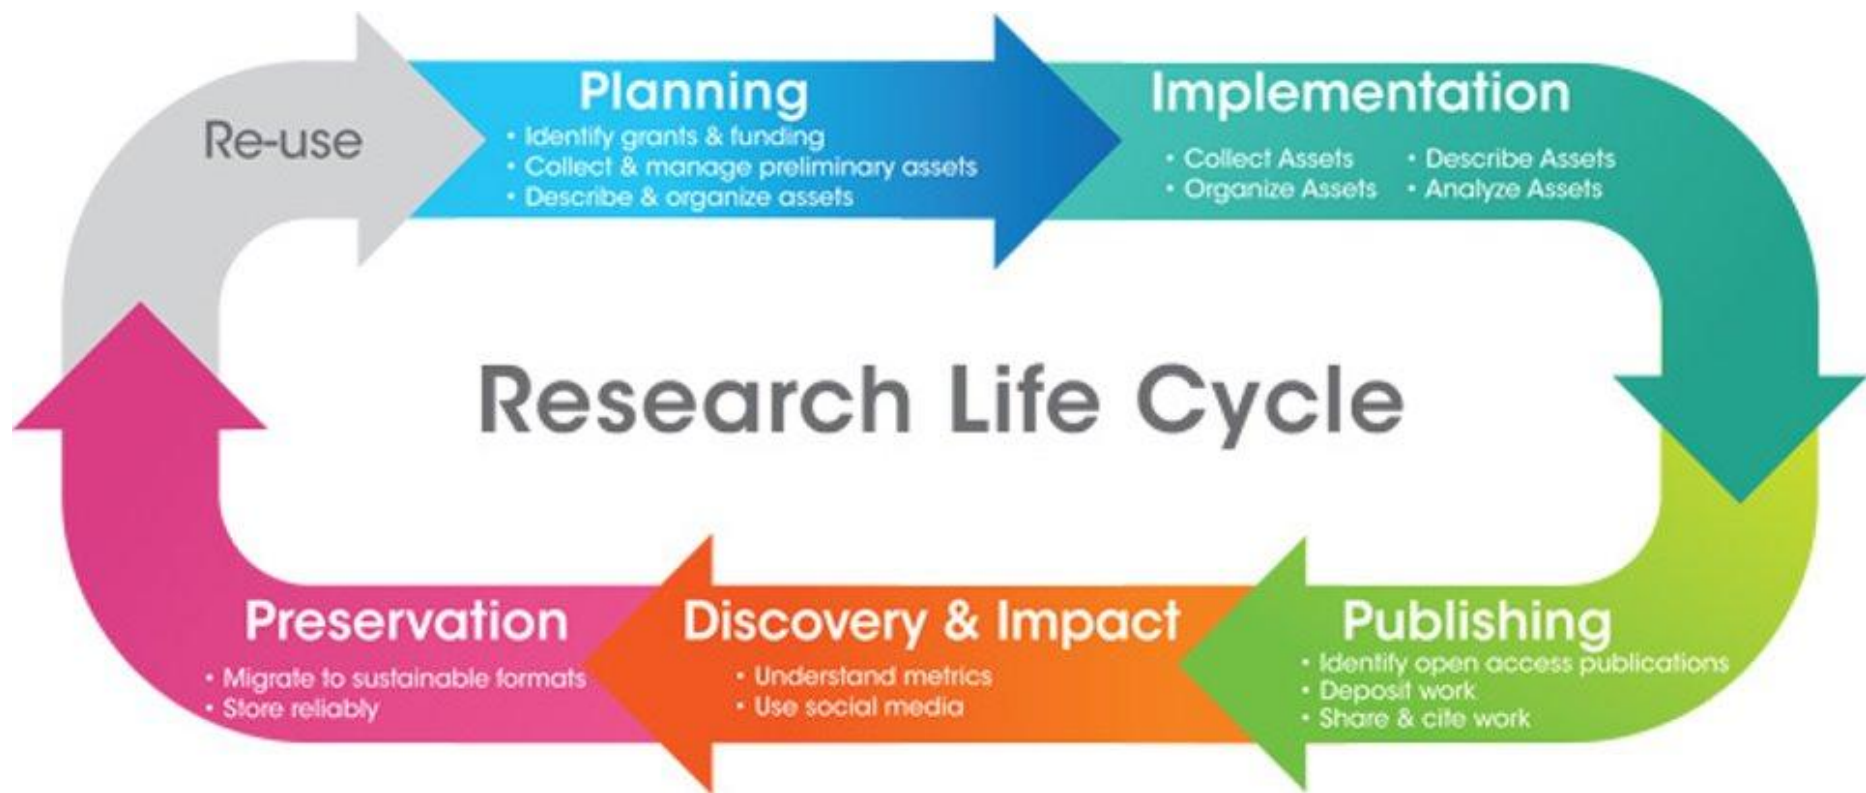 Re-use
Planning
• Identify grants & funding
• Collect & manage preliminary assets
• Describe & organize assets
Implementation
• Collect Assets
• Organize Assets
• Describe Assets
• Analyze Assets
Research Life Cycle
Publishing
• Identify open access publications
• Deposit work
• Share & cite work
Discovery & Impact
• Understand metrics
• Use social media
Preservation
• Migrate to sustainable formats
• Store reliably